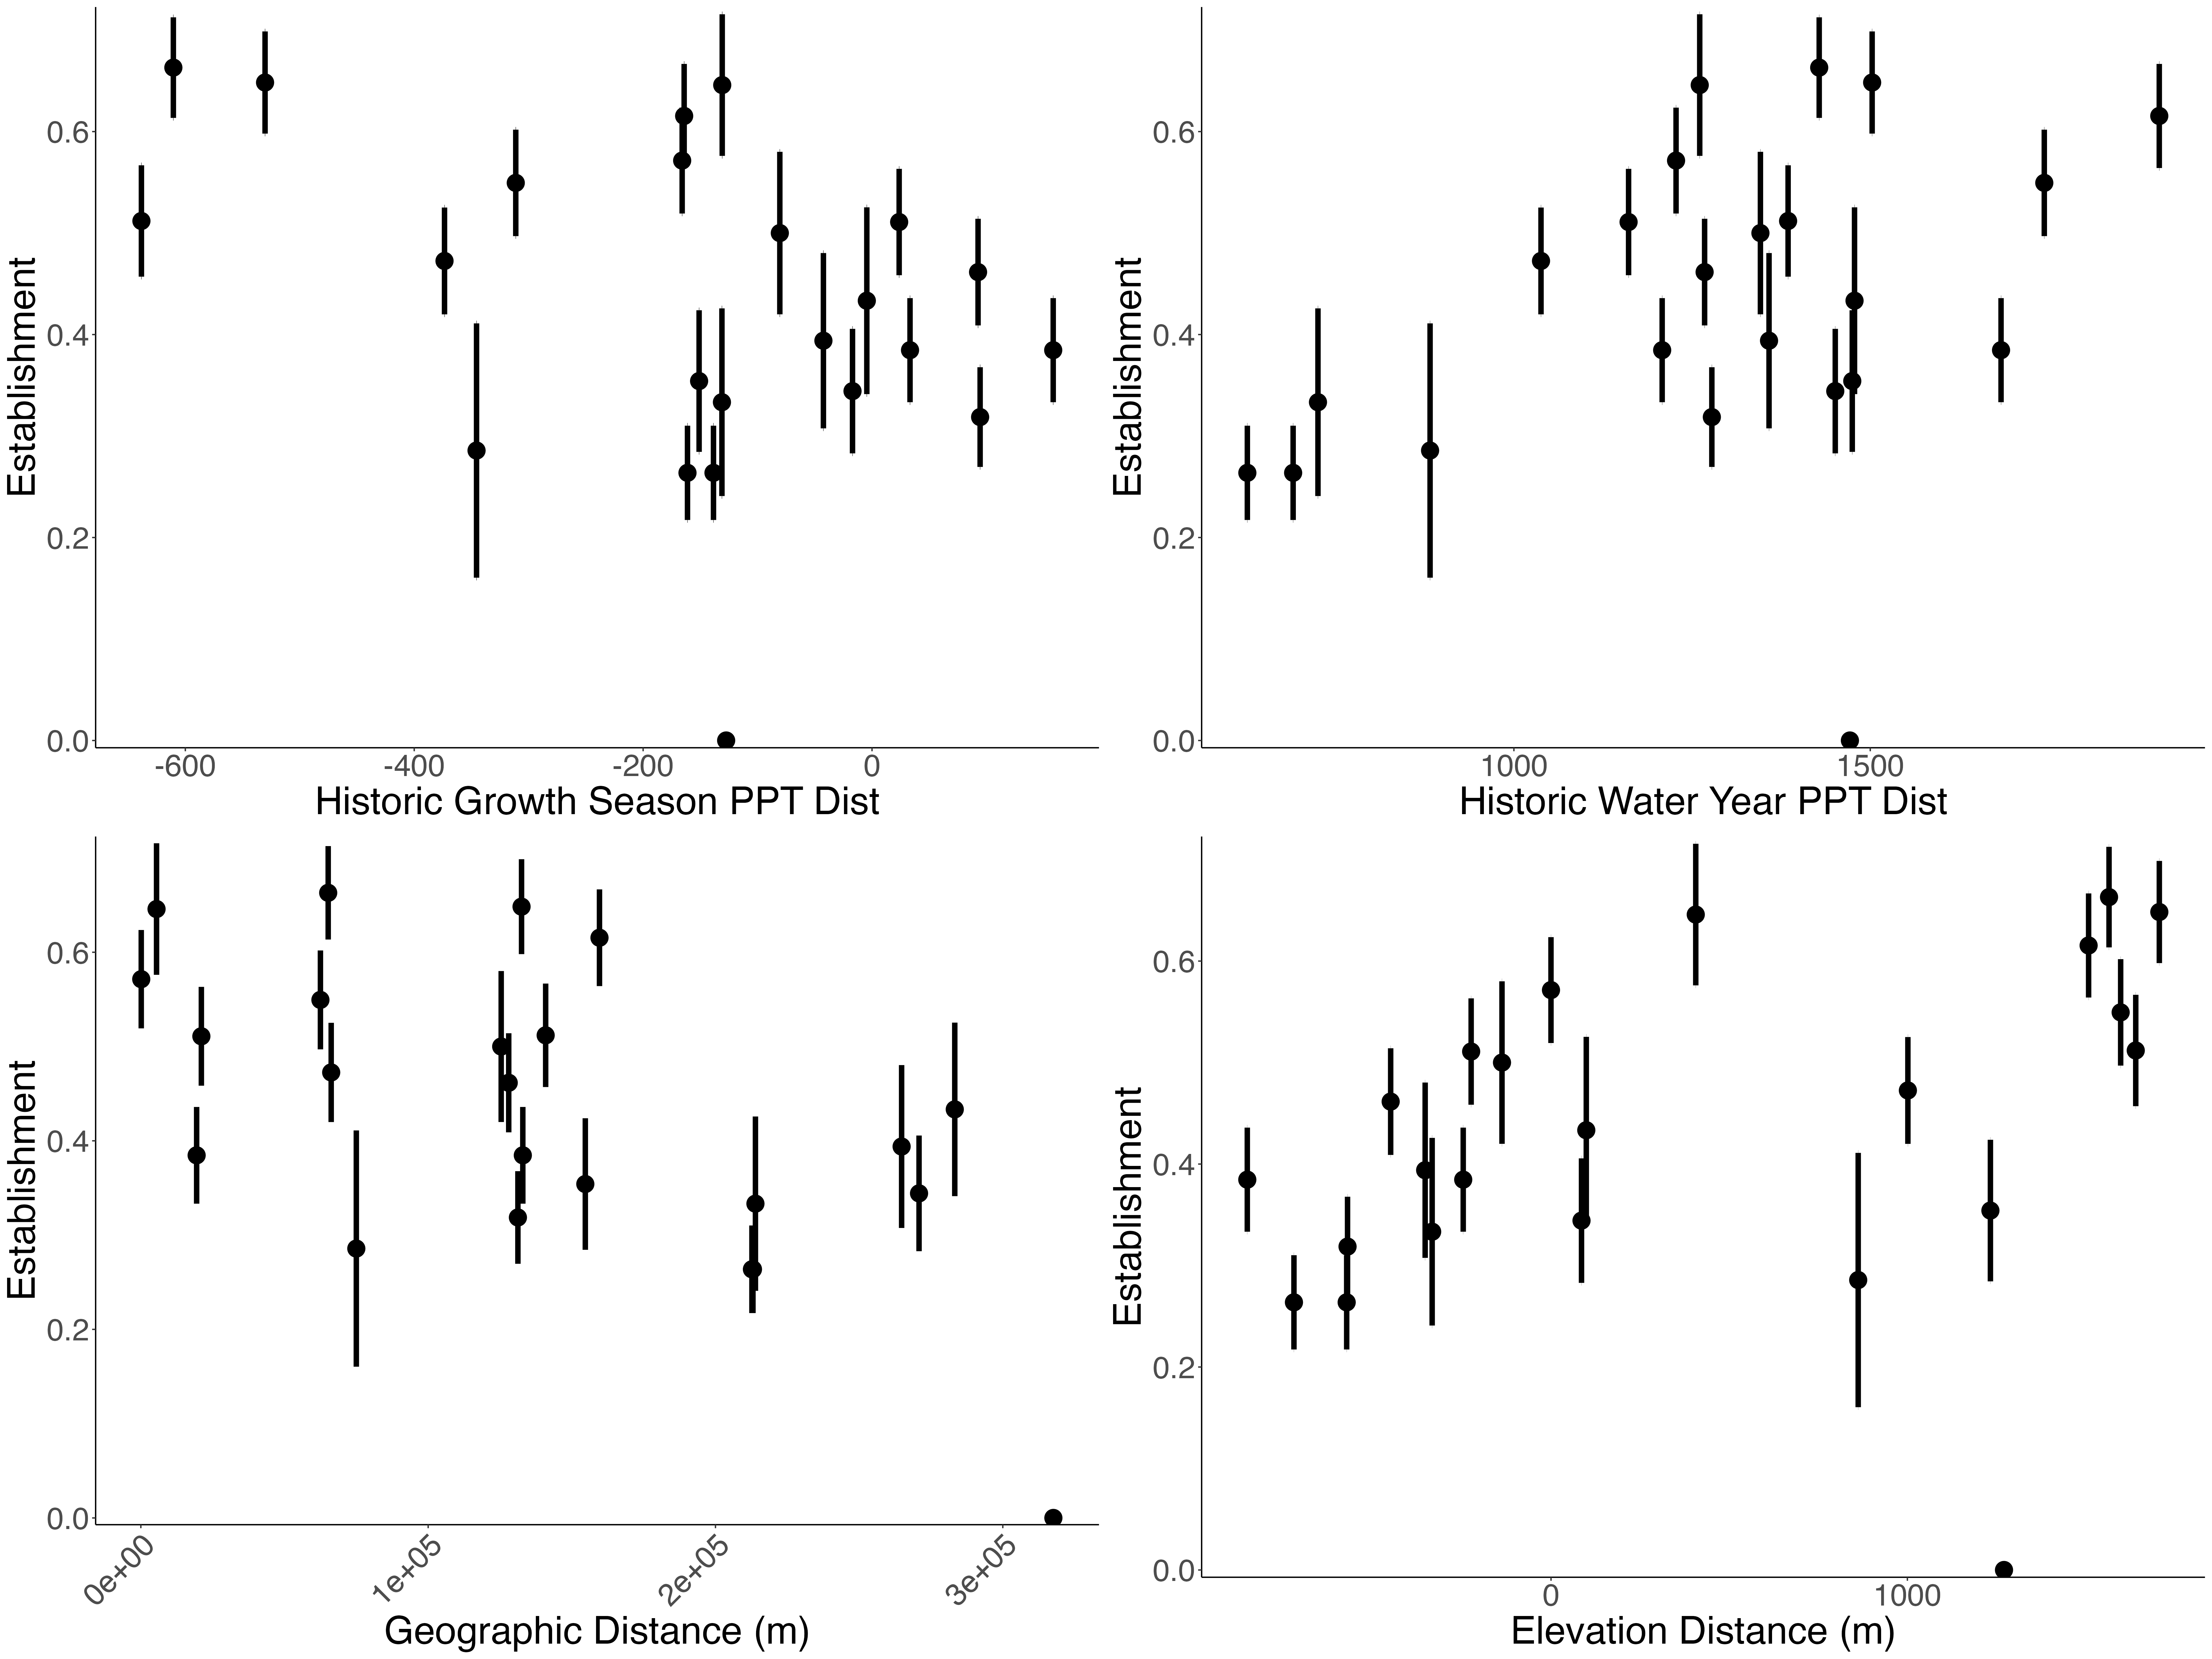 Establishment
0.6
0.4
0.2
0.0
-600 -400 -200 0
Historic Growth Season PPT Dist
Establishment
0.6
0.4
0.2
0.0
1000 1500
Historic Water Year PPT Dist
Establishment
0.6
0.4
0.2
0.0
0e+00 1e+05 2e+05 3e+05
Geographic Distance (m)
Establishment
0.6
0.4
0.2
0.0
0 1000
Elevation Distance (m)